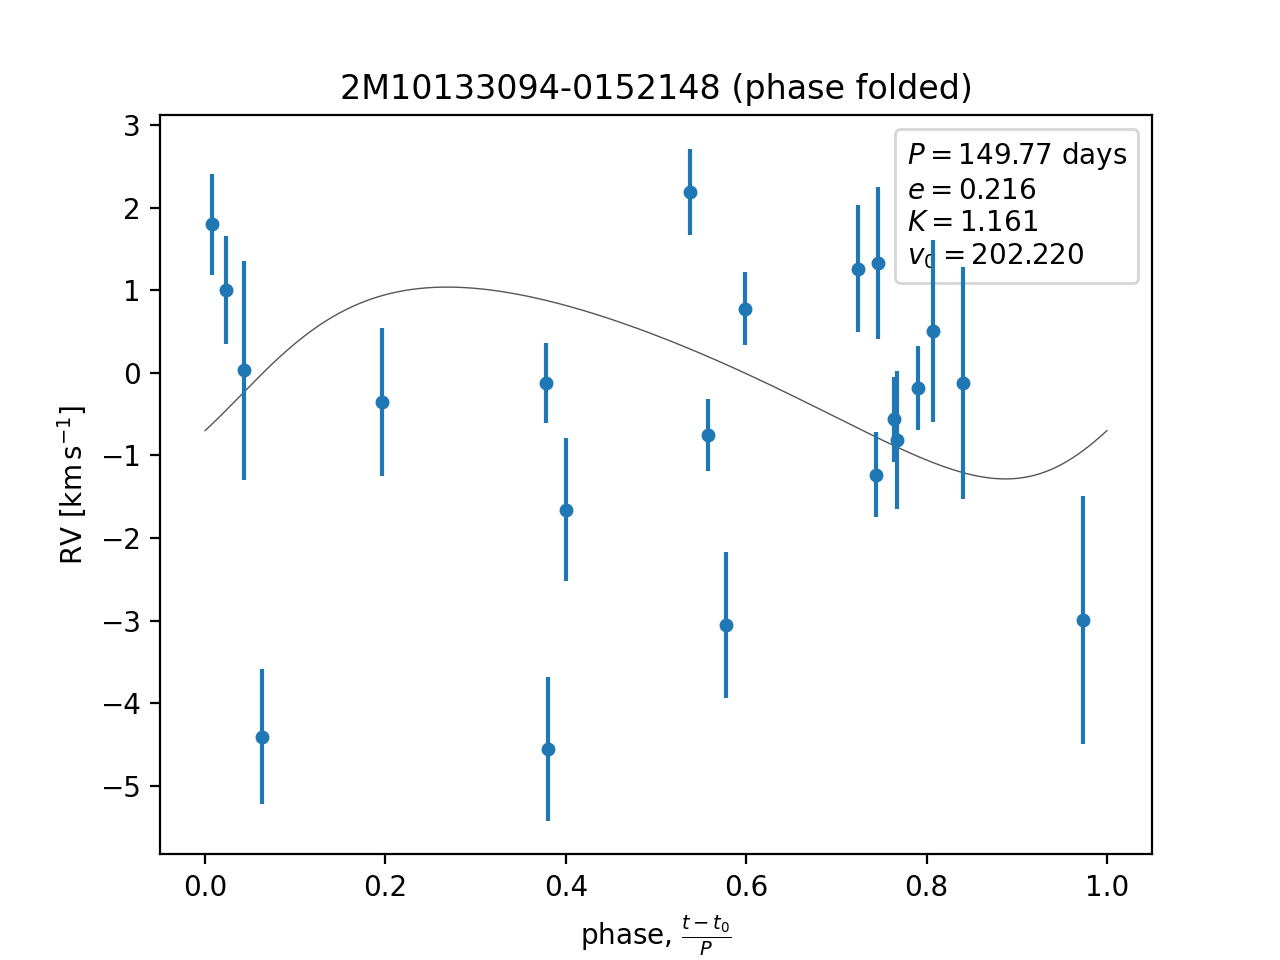 2M10133094-0152148 (phase folded)
P = 149.77 days
e = 0.216
K = 1.161
v₀ = 202.220
3
2
1
0
−1
−2
−3
−4
−5
RV [km s⁻¹]
0.0 0.2 0.4 0.6 0.8 1.0
phase, (t − t₀)/P